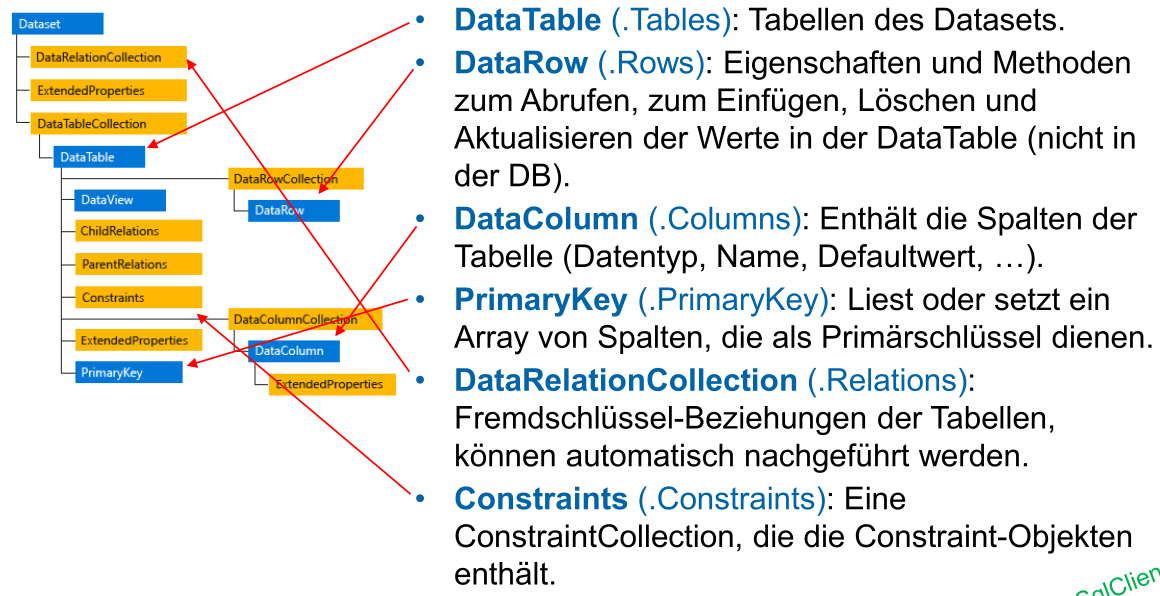 Dataset
DataRelationCollection
ExtendedProperties
DataTableCollection
DataTable
DataRowCollection
DataView
DataRow
ChildRelations
ParentRelations
Constraints
DataColumnCollection
ExtendedProperties
DataColumn
PrimaryKey
ExtendedProperties
• DataTable (.Tables): Tabellen des Datasets.
• DataRow (.Rows): Eigenschaften und Methoden
zum Abrufen, zum Einfügen, Löschen und
Aktualisieren der Werte in der DataTable (nicht in
der DB).
• DataColumn (.Columns): Enthält die Spalten der
Tabelle (Datentyp, Name, Defaultwert, …).
• PrimaryKey (.PrimaryKey): Liest oder setzt ein
Array von Spalten, die als Primärschlüssel dienen.
• DataRelationCollection (.Relations):
Fremdschlüssel-Beziehungen der Tabellen,
können automatisch nachgeführt werden.
• Constraints (.Constraints): Eine
ConstraintCollection, die die Constraint-Objekten
enthält.